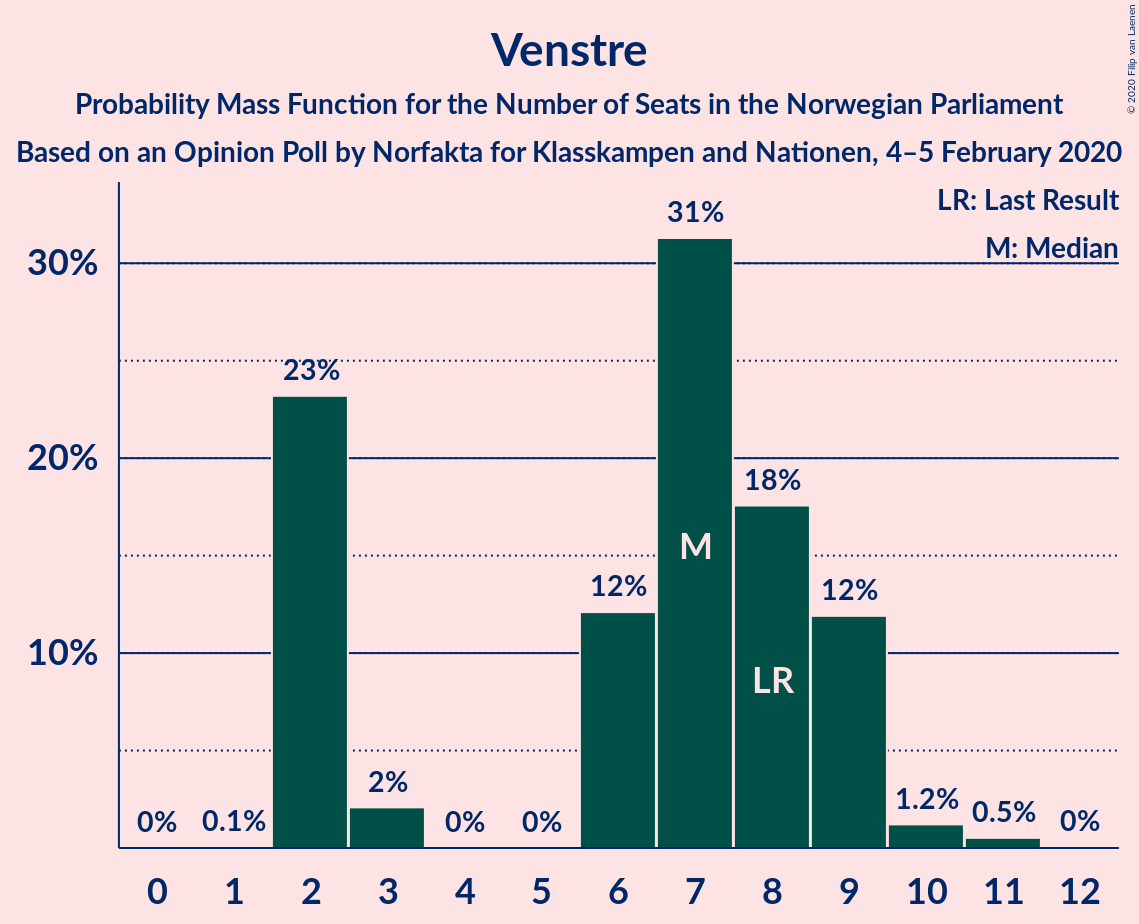 Venstre
Probability Mass Function for the Number of Seats in the Norwegian Parliament
Based on an Opinion Poll by Norfakta for Klasskampen and Nationen, 4–5 February 2020
© 2020 Filip van Laenen
LR: Last Result
M: Median
30%
20%
10%
0%
0.1%
23%
2%
0%
0%
12%
31%
M
18%
LR
12%
1.2%
0.5%
0%
0 1 2 3 4 5 6 7 8 9 10 11 12